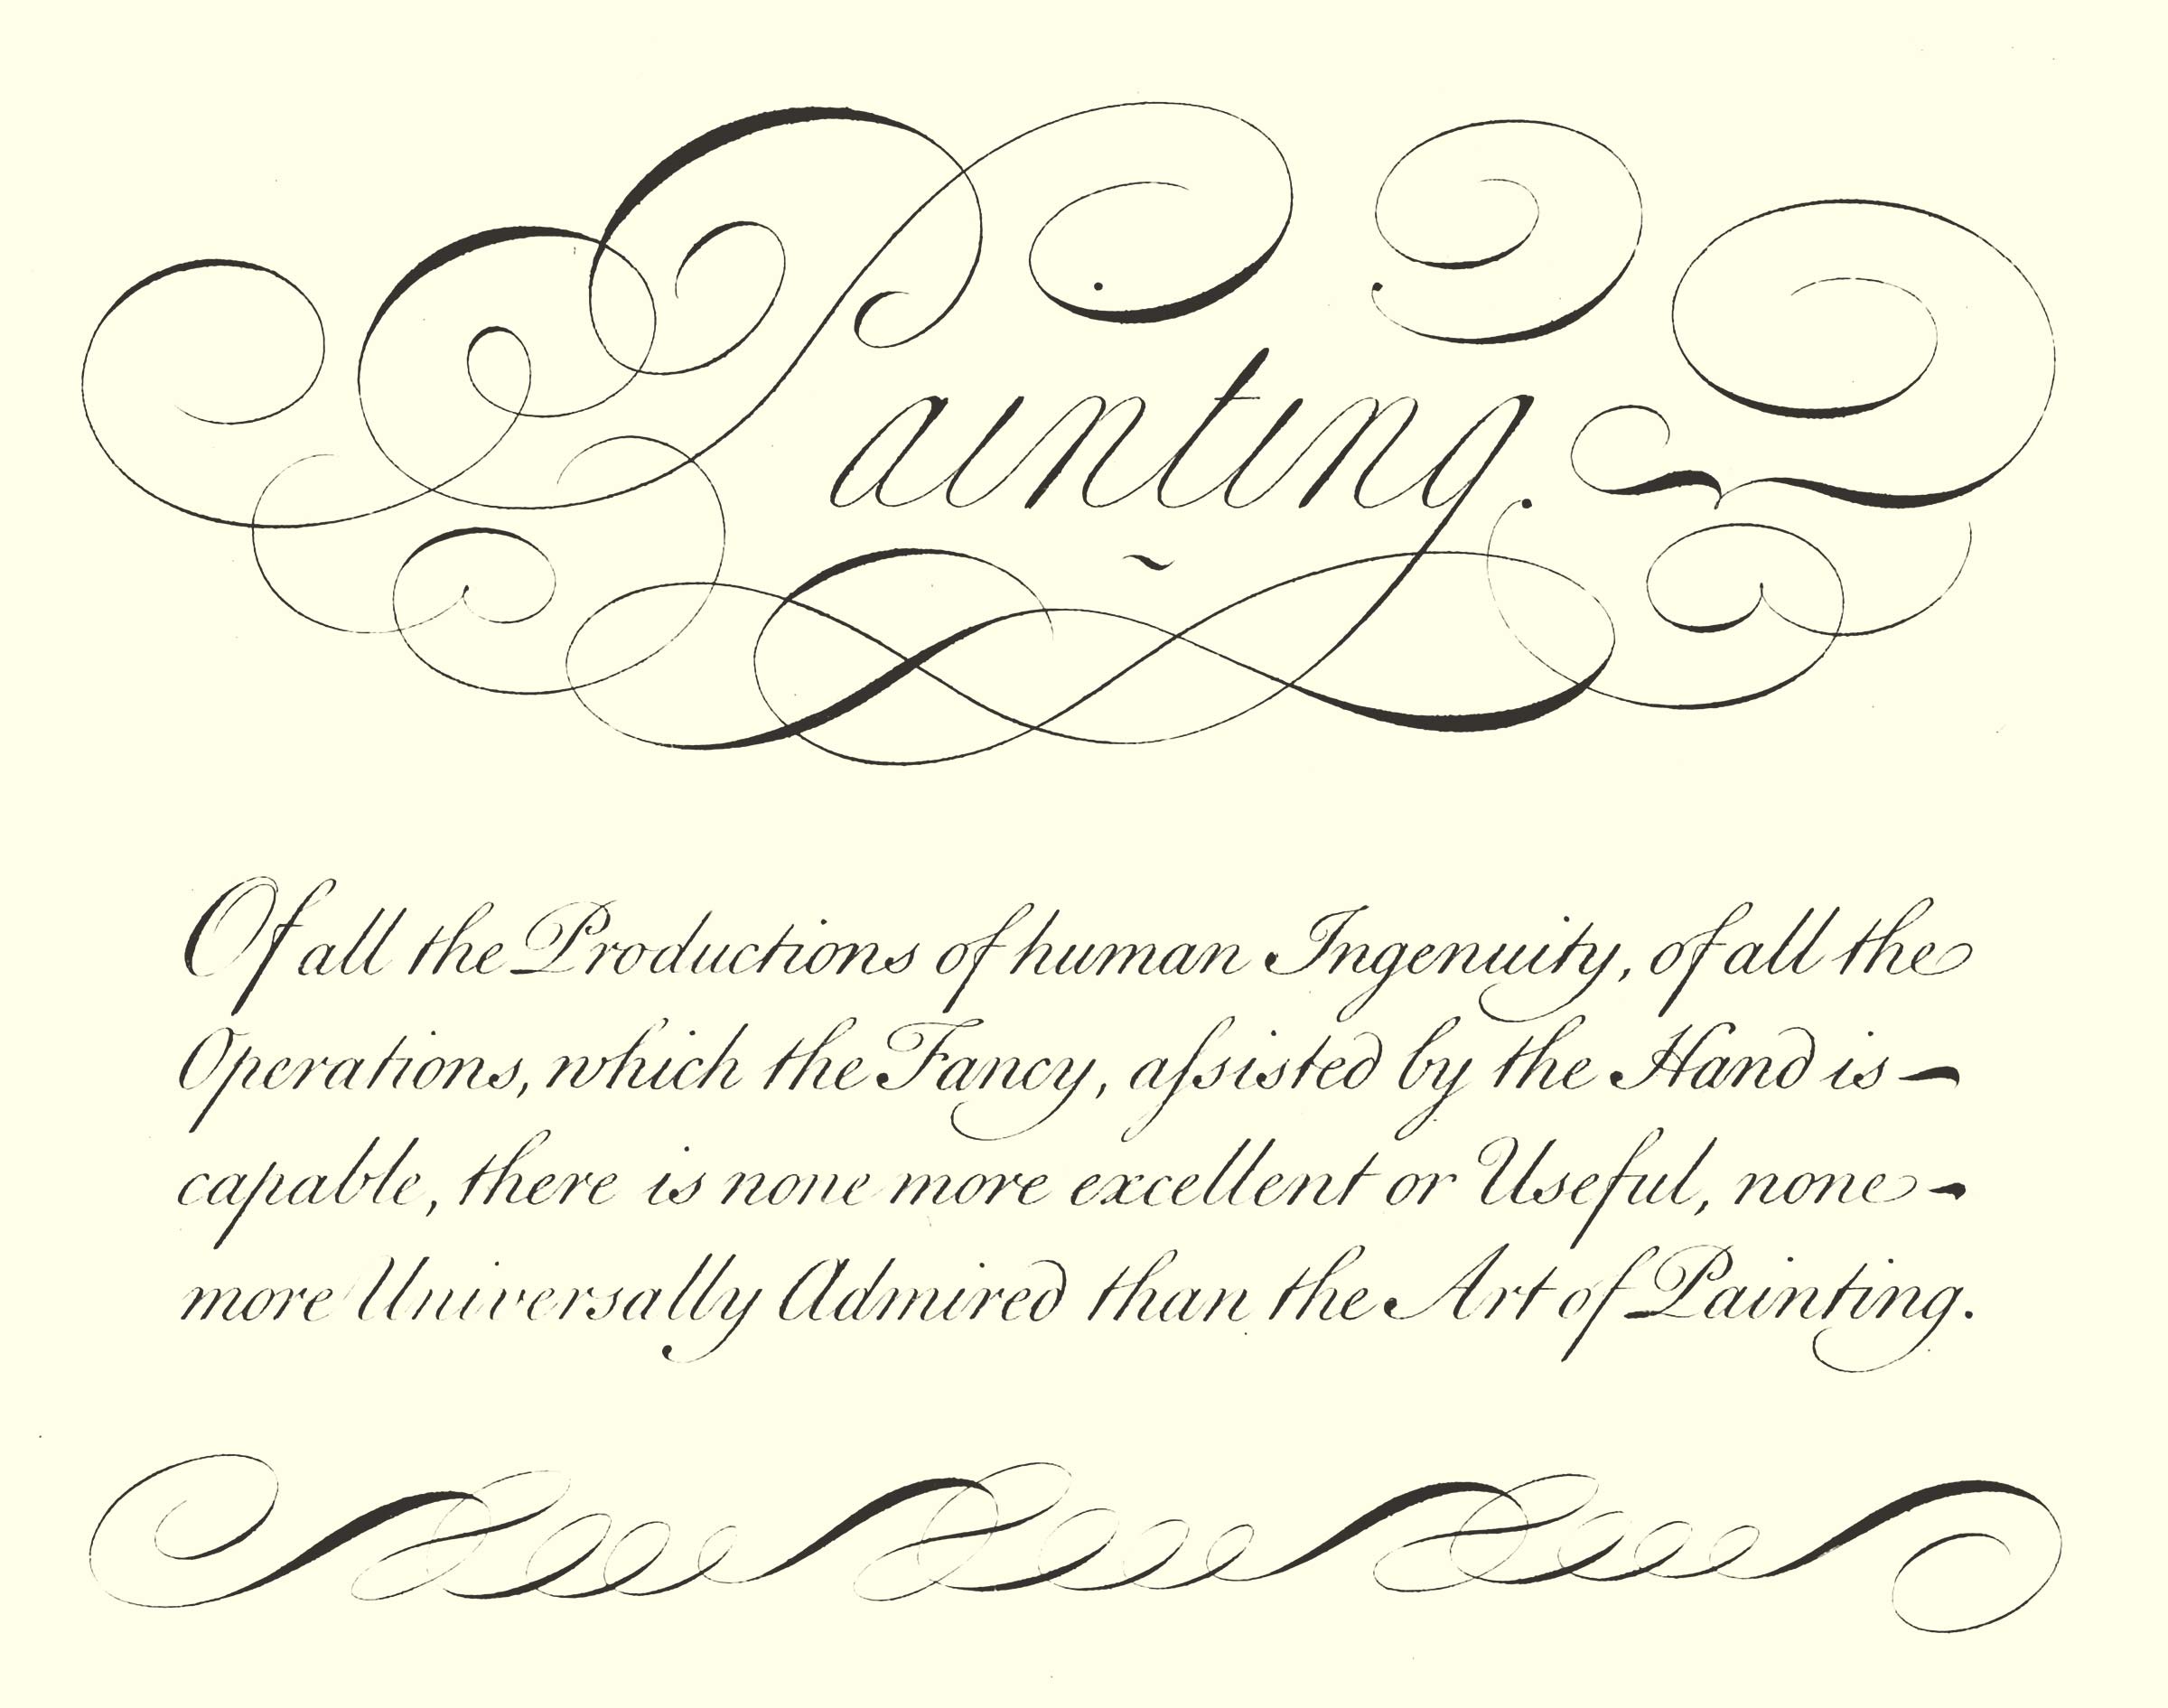 Painting.
Of all the Productions of human Ingenuity, of all the
Operations, which the Fancy, aſsisted by the Hand is –
capable, there is none more excellent or Useful, none –
more Universally Admired than the Art of Painting.